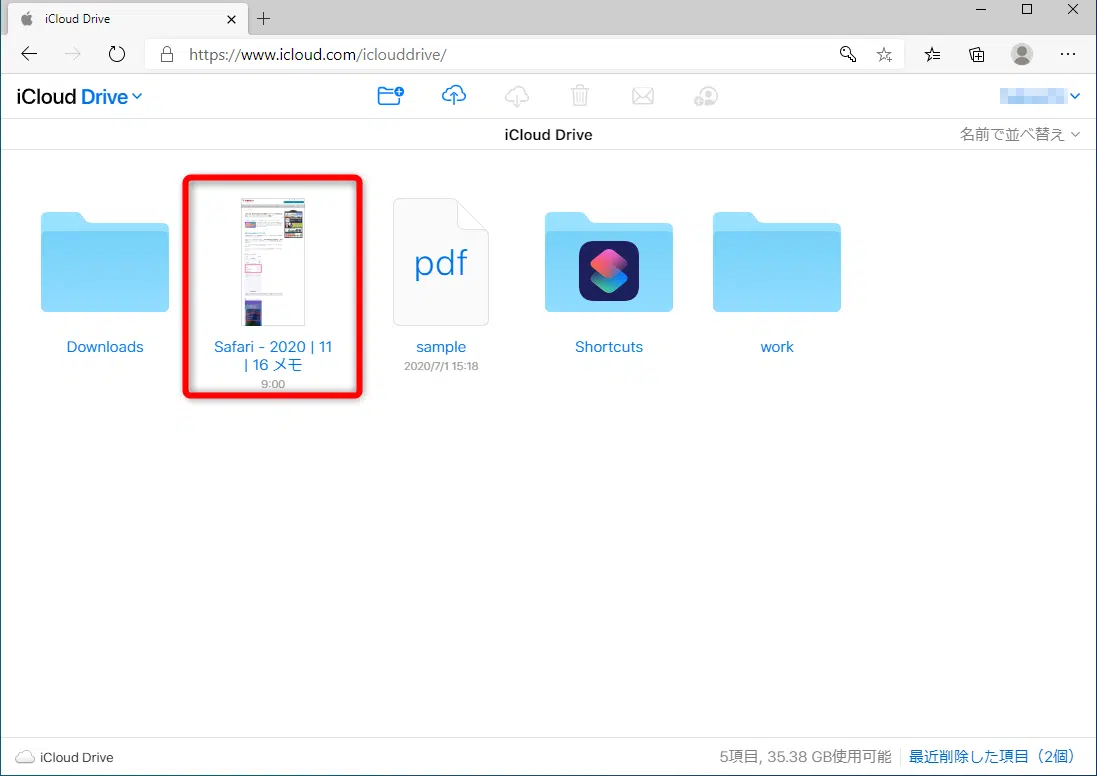 iCloud Drive
https://www.icloud.com/iclouddrive/
iCloud Drive
iCloud Drive
名前で並べ替え
pdf
Downloads
Safari - 2020 | 11
| 16 メモ
9:00
sample
2020/7/1 15:18
Shortcuts
work
iCloud Drive
5項目, 35.38 GB使用可能
最近削除した項目（2個）